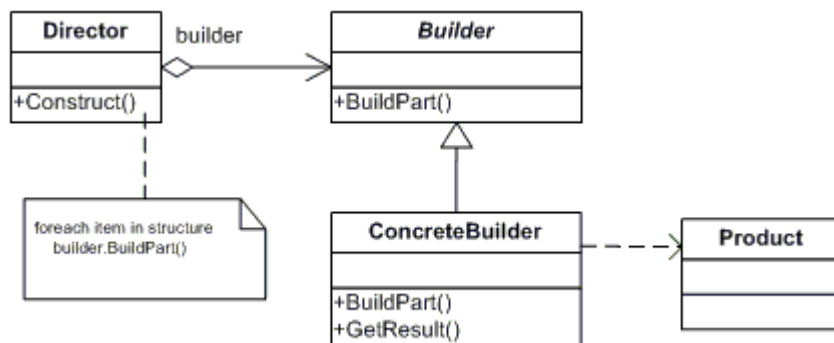 Director
builder
Builder
+Construct()
+BuildPart()
foreach item in structure
builder.BuildPart()
ConcreteBuilder
Product
+BuildPart()
+GetResult()